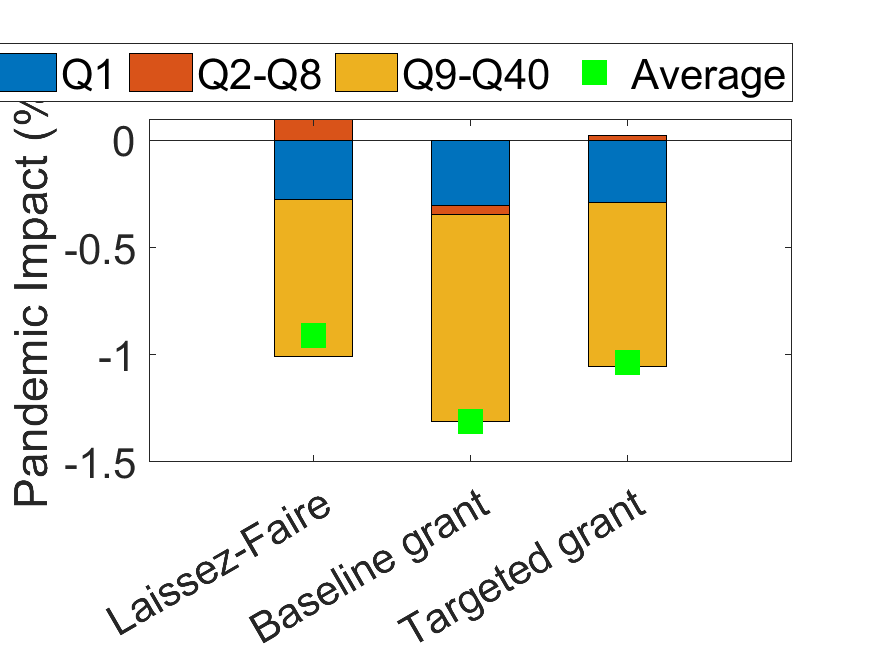 Q1 Q2-Q8 Q9-Q40 Average
Pandemic Impact (%
0
-0.5
-1
-1.5
Laissez-Faire
Baseline grant
Targeted grant